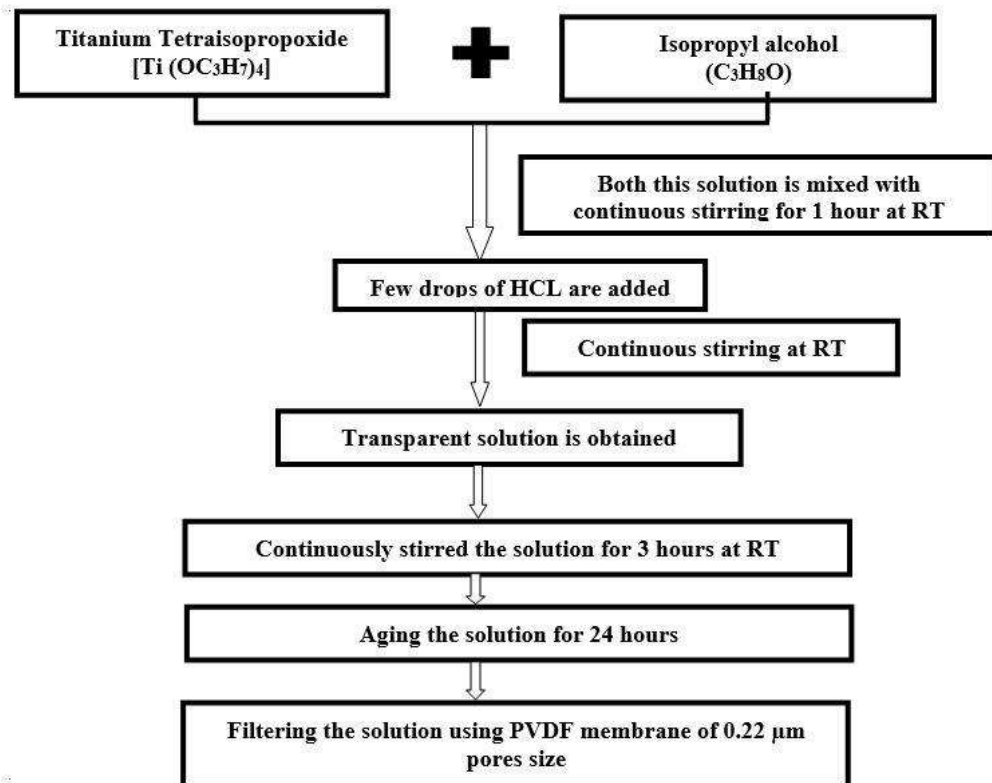 Titanium Tetraisopropoxide
[Ti (OC₃H₇)₄]
Isopropyl alcohol
(C₃H₈O)
Both this solution is mixed with
continuous stirring for 1 hour at RT
Few drops of HCL are added
Continuous stirring at RT
Transparent solution is obtained
Continuously stirred the solution for 3 hours at RT
Aging the solution for 24 hours
Filtering the solution using PVDF membrane of 0.22 µm
pores size